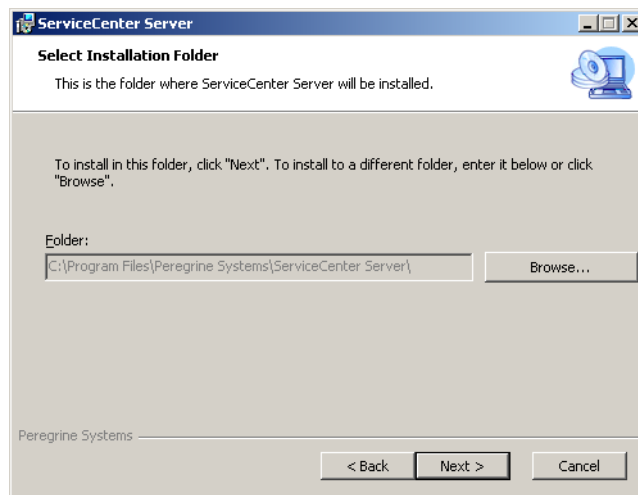 ServiceCenter Server
Select Installation Folder
This is the folder where ServiceCenter Server will be installed.
To install in this folder, click "Next". To install to a different folder, enter it below or click
"Browse".
Folder:
C:\Program Files\Peregrine Systems\ServiceCenter Server\
Browse...
Peregrine Systems
< Back
Next >
Cancel